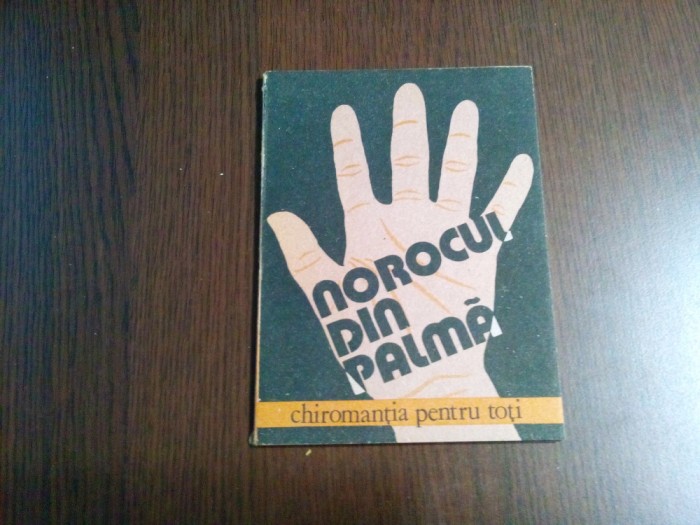 NOROCUL
DIN
PALMĂ
chiromanția pentru toți